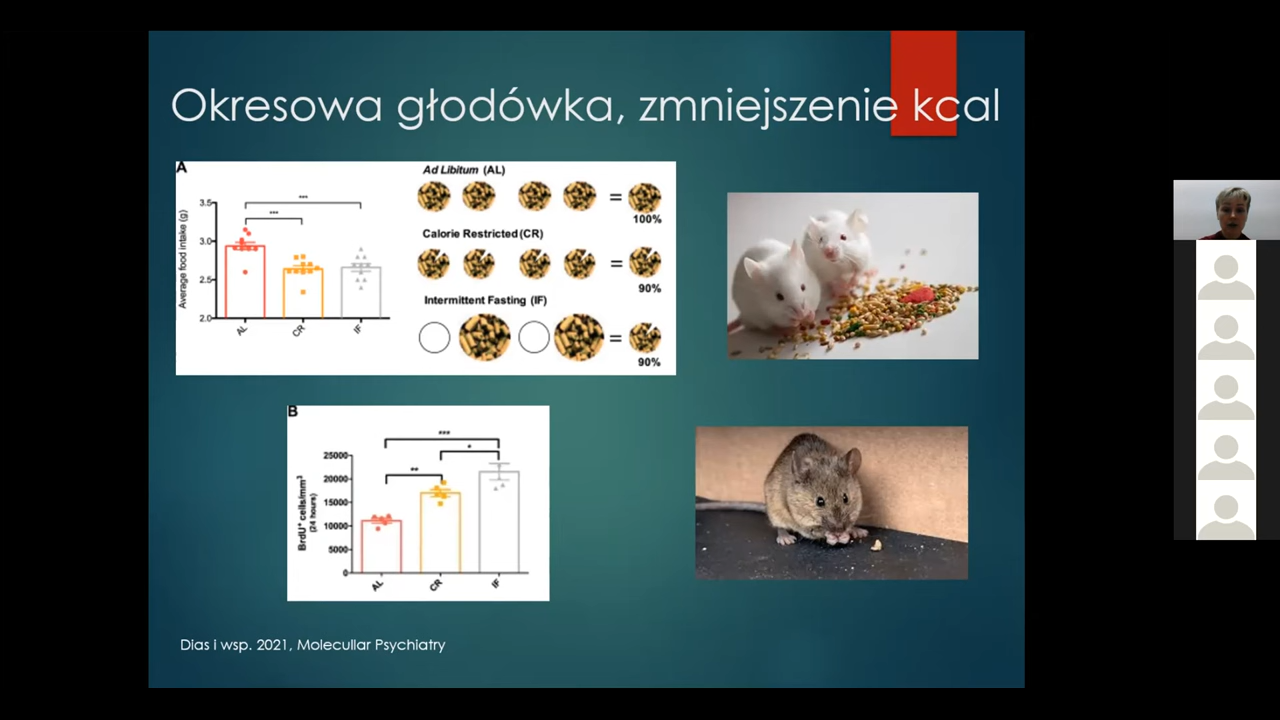 Okresowa głodówka, zmniejszenie kcal
A
Average food intake (g)
3.5
3.0
2.5
2.0
***
***
AL
CR
IF
Ad Libitum (AL)
=
100%
Calorie Restricted (CR)
=
90%
Intermittent Fasting (IF)
=
90%
B
BrdU⁺ cells/mm³
(24 hours)
25000
20000
15000
10000
5000
0
***
*
**
AL
CR
IF
Dias i wsp. 2021, Molecullar Psychiatry